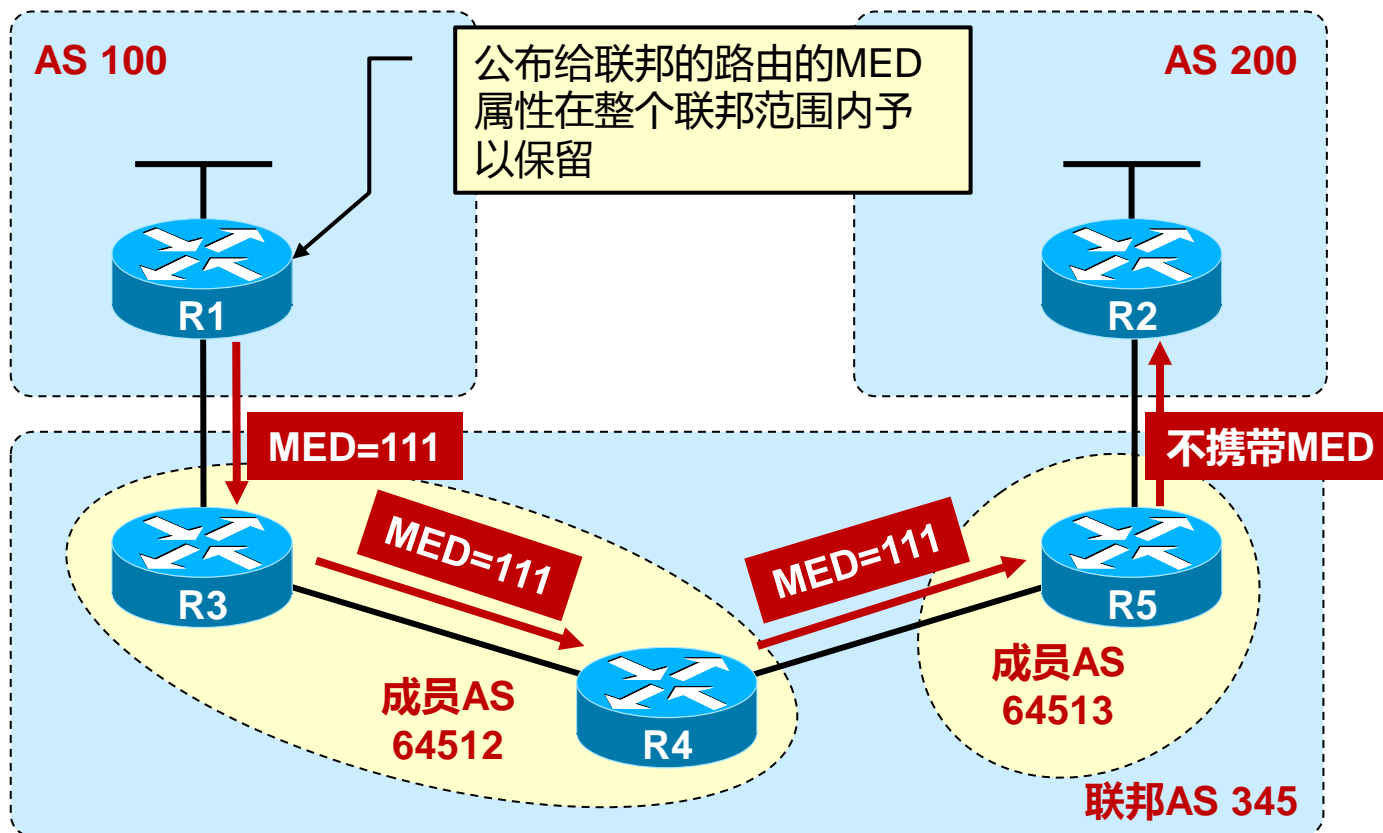 AS 100
公布给联邦的路由的MED
属性在整个联邦范围内予
以保留
AS 200
R1
R2
MED=111
不携带MED
MED=111
MED=111
R3
R5
成员AS
64512
R4
成员AS
64513
联邦AS 345